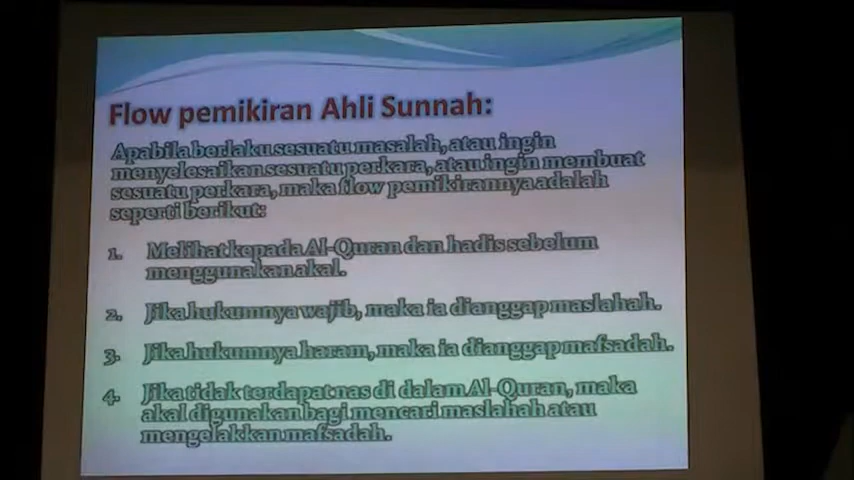 Flow pemikiran Ahli Sunnah:
Apabila berlaku sesuatu masalah, atau ingin
menyelesaikan sesuatu perkara, atau ingin membuat
sesuatu perkara, maka flow pemikirannya adalah
seperti berikut:
1. Melihat kepada Al-Quran dan hadis sebelum
menggunakan akal.
2. Jika hukumnya wajib, maka ia dianggap maslahah.
3. Jika hukumnya haram, maka ia dianggap mafsadah.
4. Jika tidak terdapat nas di dalam Al-Quran, maka
akal digunakan bagi mencari maslahah atau
mengelakkan mafsadah.